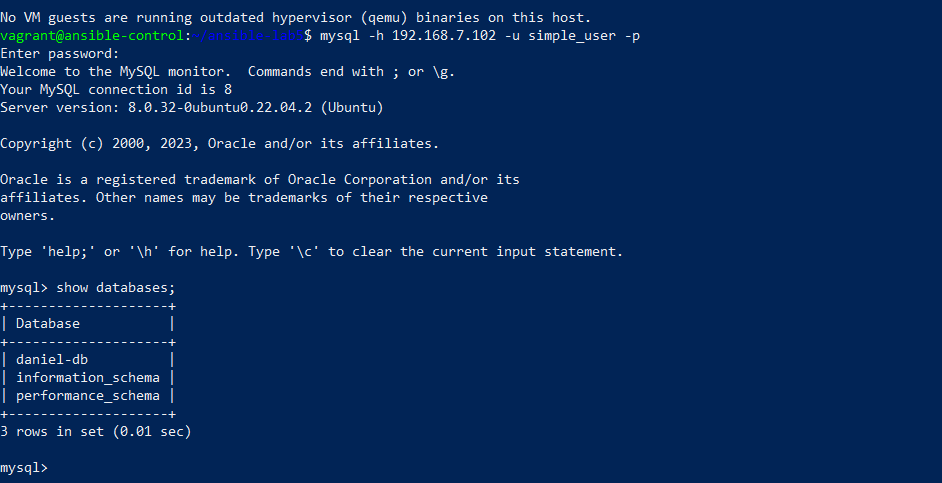 No VM guests are running outdated hypervisor (qemu) binaries on this host.
vagrant@ansible-control:~/ansible-lab5$ mysql -h 192.168.7.102 -u simple_user -p
Enter password:
Welcome to the MySQL monitor.  Commands end with ; or \g.
Your MySQL connection id is 8
Server version: 8.0.32-0ubuntu0.22.04.2 (Ubuntu)

Copyright (c) 2000, 2023, Oracle and/or its affiliates.

Oracle is a registered trademark of Oracle Corporation and/or its
affiliates. Other names may be trademarks of their respective
owners.

Type 'help;' or '\h' for help. Type '\c' to clear the current input statement.

mysql> show databases;
+--------------------+
| Database           |
+--------------------+
| daniel-db          |
| information_schema |
| performance_schema |
+--------------------+
3 rows in set (0.01 sec)

mysql>